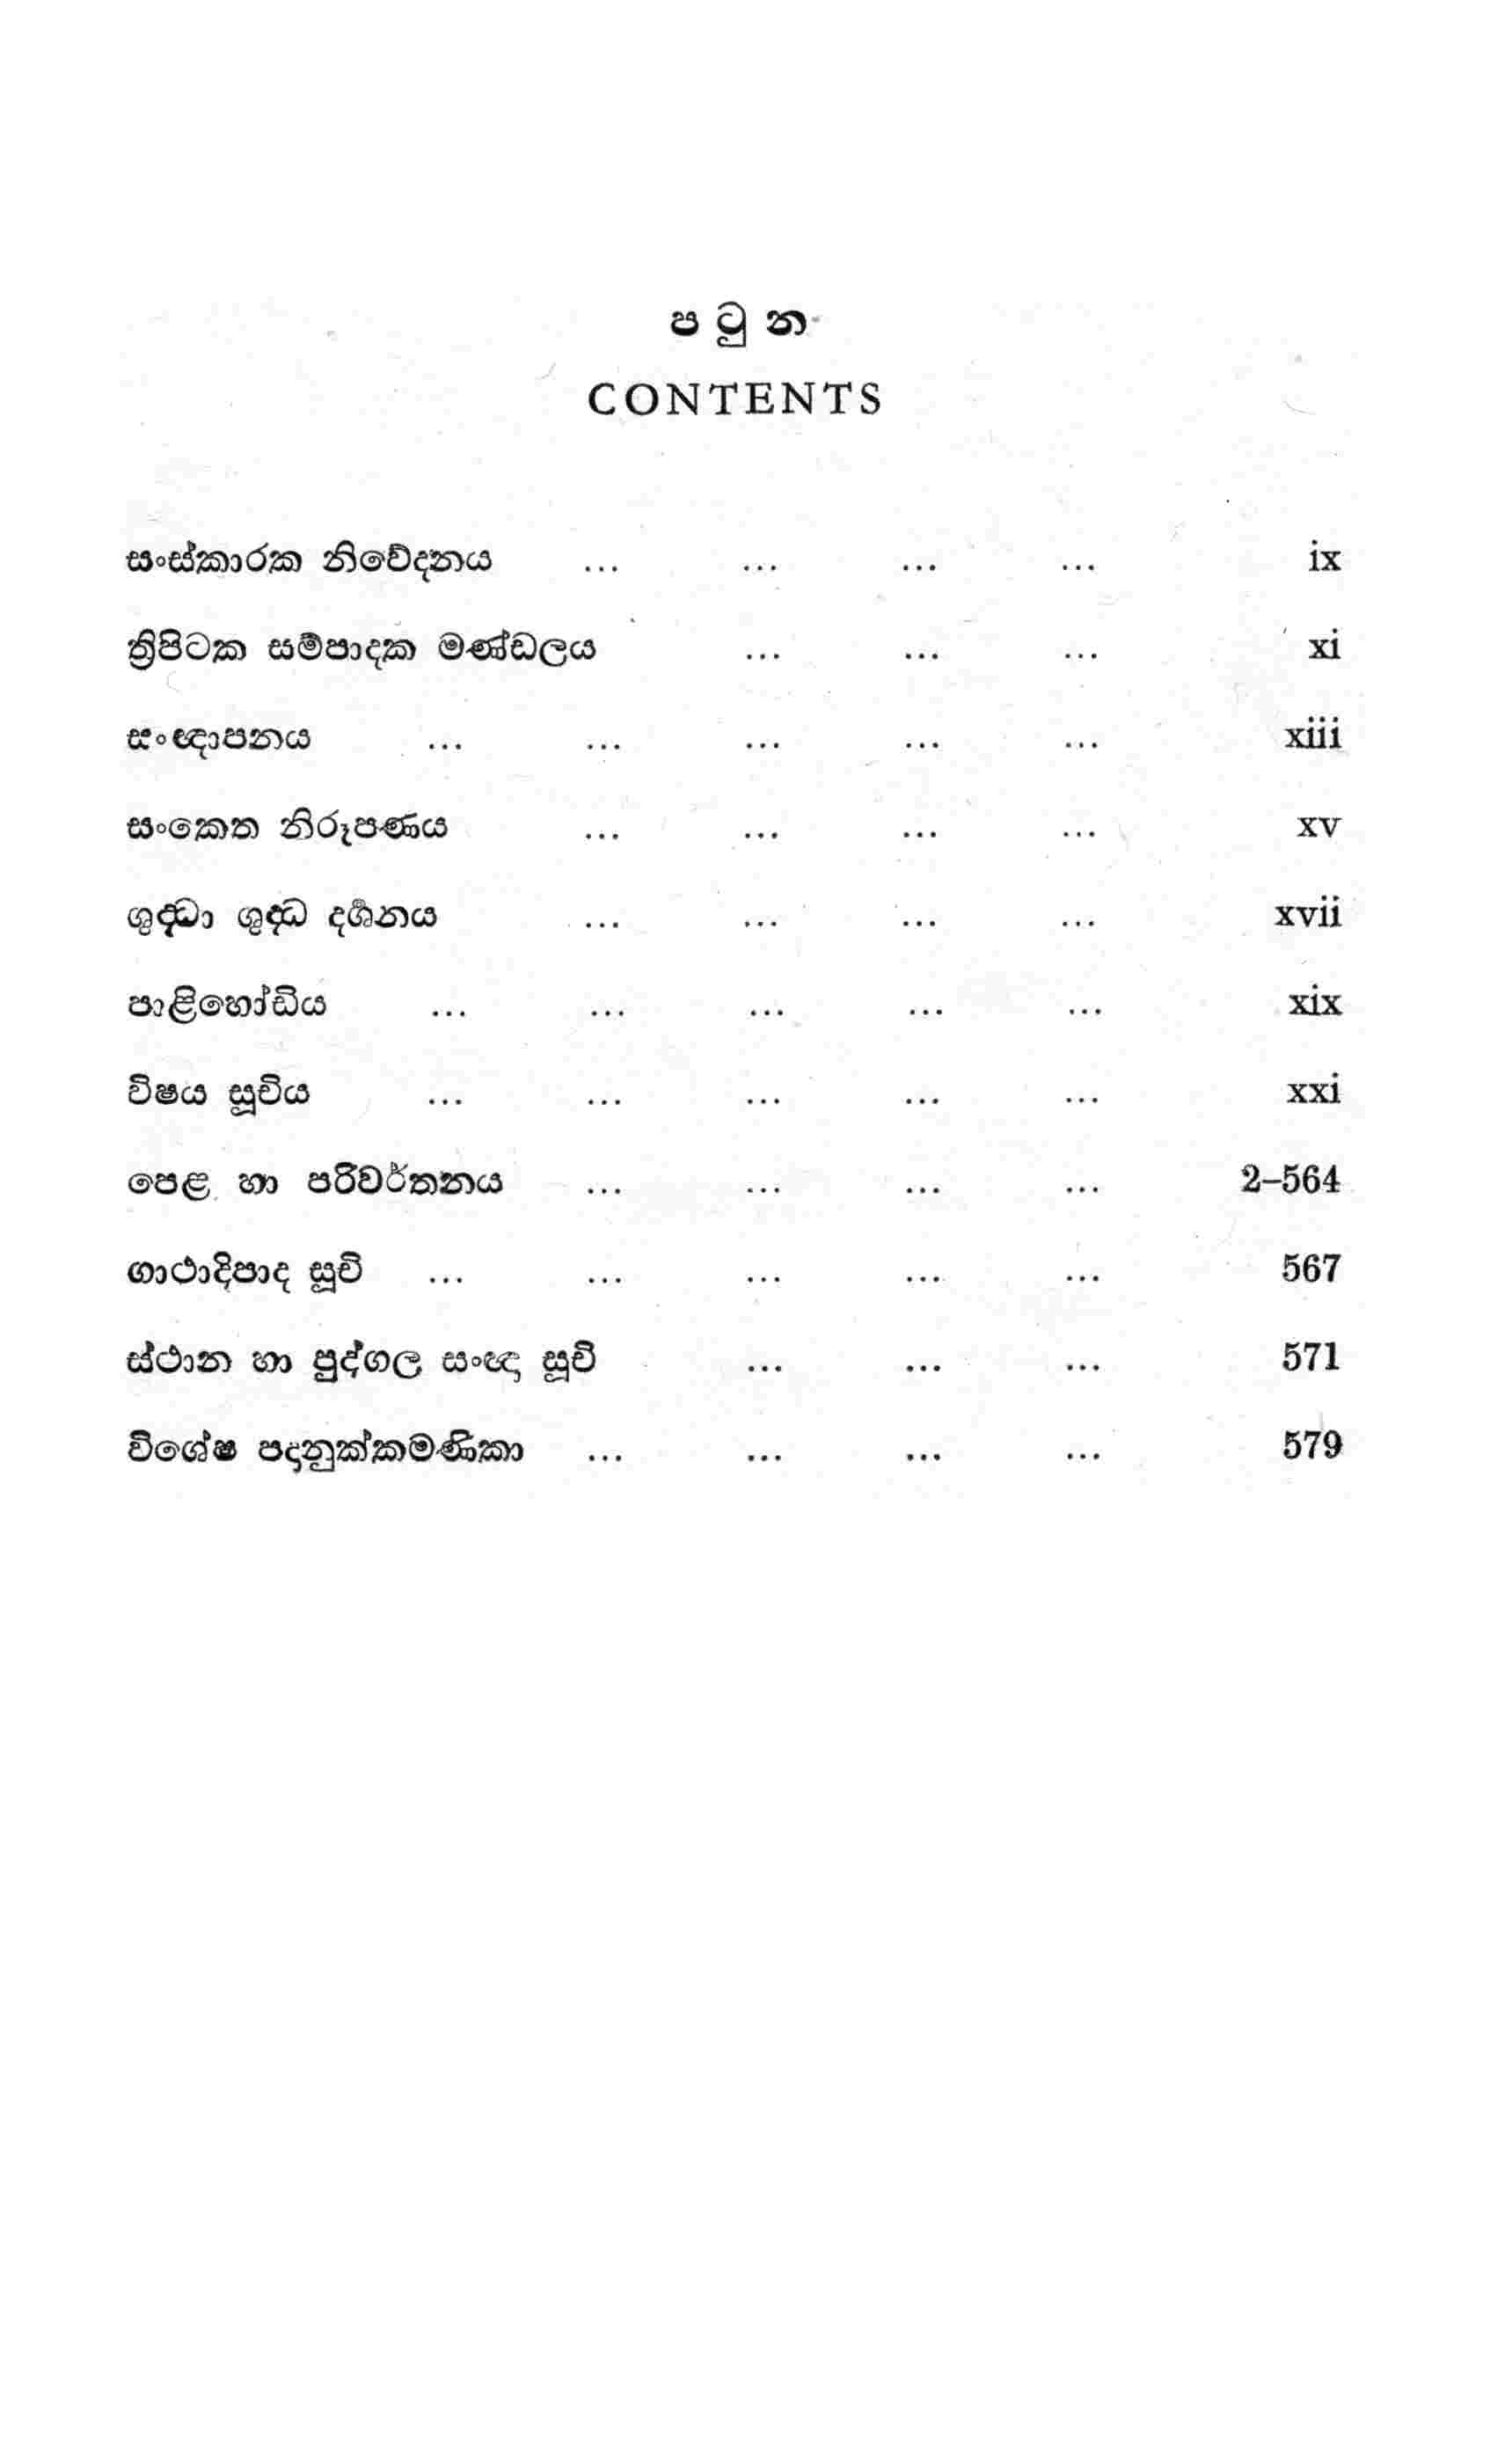 පටුන
CONTENTS
සංස්කාරක නිවේදනය ... ... ... ... ix
ත්‍රිපිටක සම්පාදක මණ්ඩලය ... ... ... xi
සංඥාපනය ... ... ... ... ... xiii
සංකෙත නිරූපණය ... ... ... ... xv
ශුද්ධා ශුද්ධ දර්ශනය ... ... ... ... xvii
පාළිහෝඩිය ... ... ... ... ... xix
විෂය සූචිය ... ... ... ... ... xxi
පෙළ හා පරිවර්තනය ... ... ... ... 2–564
ගාථාදිපාද සූචි ... ... ... ... ... 567
ස්ථාන හා පුද්ගල සංඥා සූචි ... ... ... 571
විශේෂ පදානුක්කමණිකා ... ... ... ... 579